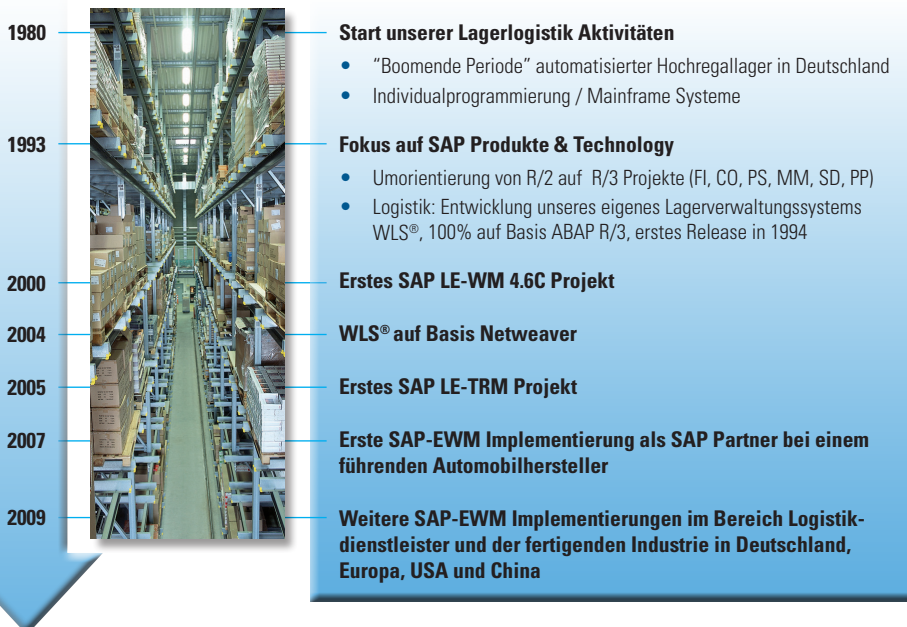 1980
Start unserer Lagerlogistik Aktivitäten
• “Boomende Periode” automatisierter Hochregallager in Deutschland
• Individualprogrammierung / Mainframe Systeme
1993
Fokus auf SAP Produkte & Technology
• Umorientierung von R/2 auf R/3 Projekte (FI, CO, PS, MM, SD, PP)
• Logistik: Entwicklung unseres eigenes Lagerverwaltungssystems
WLS®, 100% auf Basis ABAP R/3, erstes Release in 1994
2000
Erstes SAP LE-WM 4.6C Projekt
2004
WLS® auf Basis Netweaver
2005
Erstes SAP LE-TRM Projekt
2007
Erste SAP-EWM Implementierung als SAP Partner bei einem
führenden Automobilhersteller
2009
Weitere SAP-EWM Implementierungen im Bereich Logistik-
dienstleister und der fertigenden Industrie in Deutschland,
Europa, USA und China